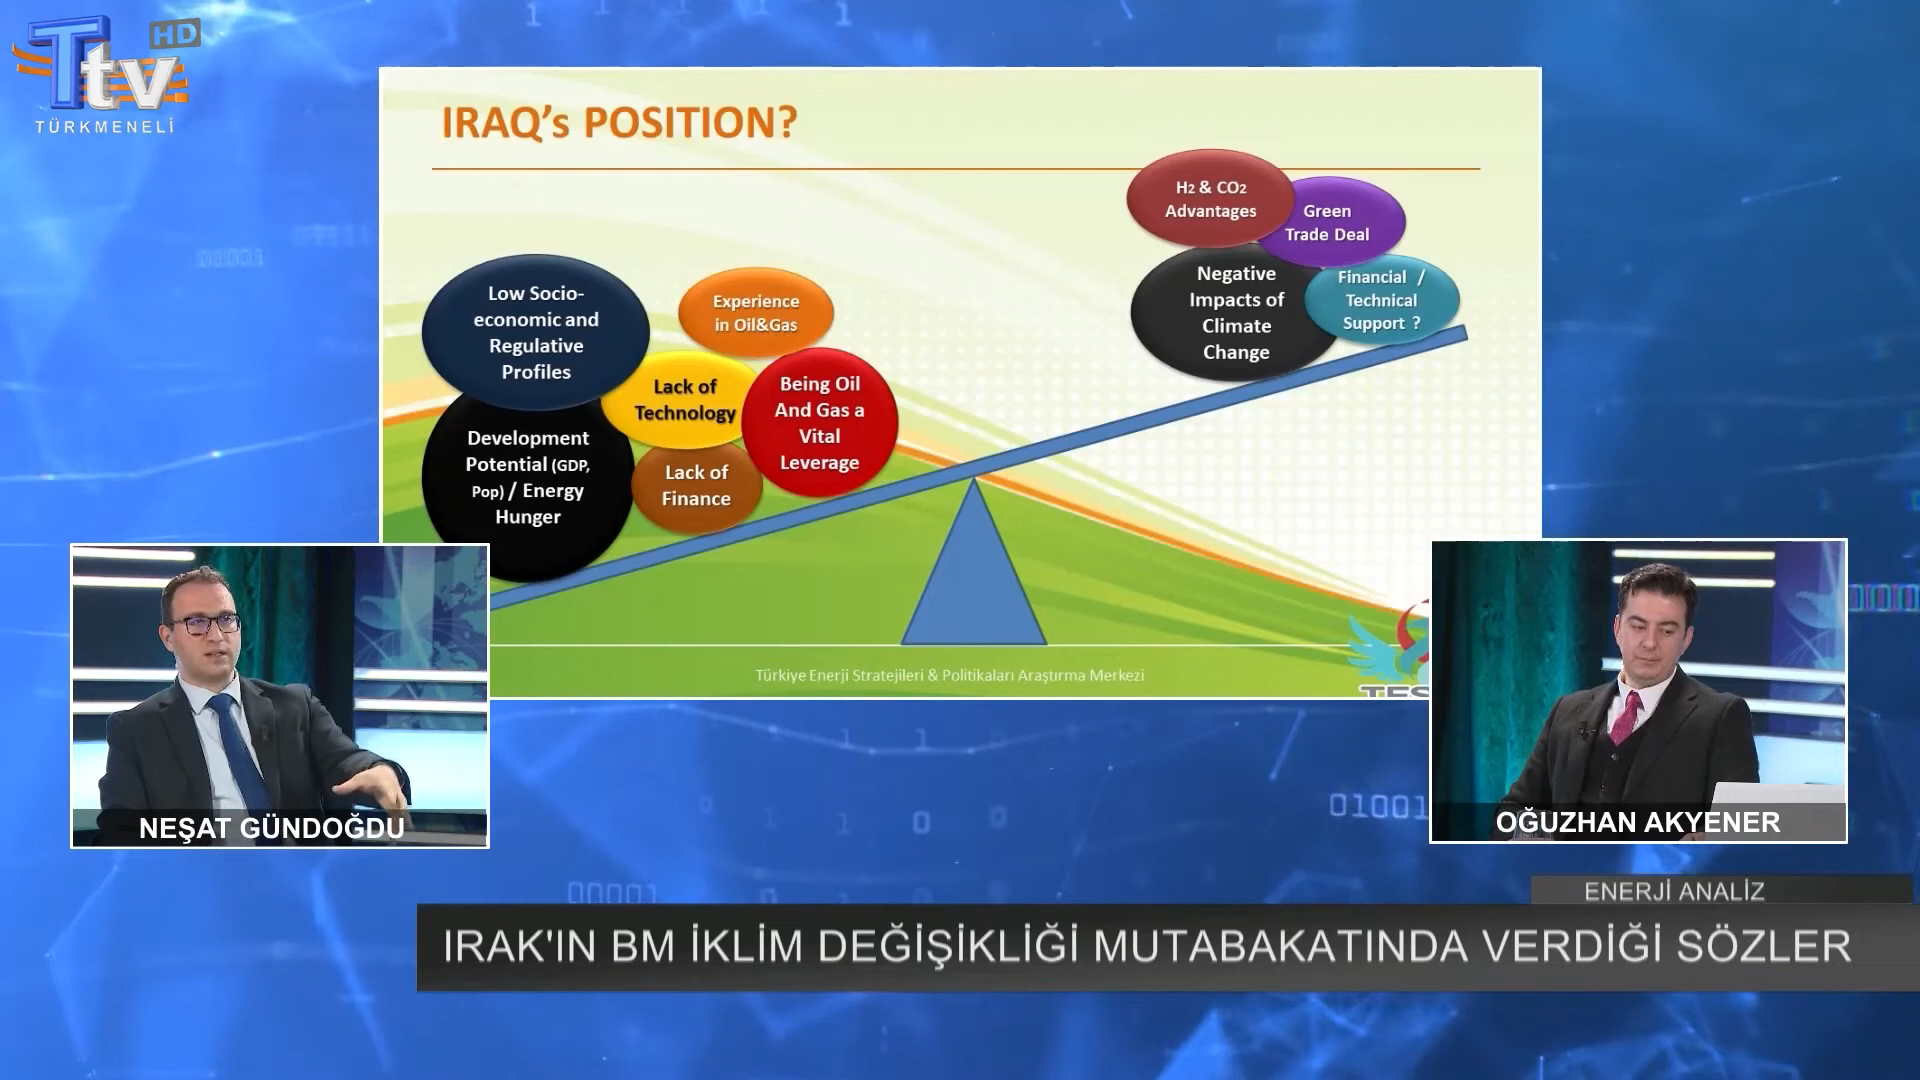 Ttv HD
TÜRKMENELİ
IRAQ's POSITION?
Low Socio-
economic and
Regulative
Profiles
Experience
in Oil&Gas
Lack of
Technology
Being Oil
And Gas a
Vital
Leverage
Development
Potential (GDP,
Pop) / Energy
Hunger
Lack of
Finance
H2 & CO2
Advantages
Green
Trade Deal
Negative
Impacts of
Climate
Change
Financial /
Technical
Support ?
Türkiye Enerji Stratejileri & Politikaları Araştırma Merkezi
NEŞAT GÜNDOĞDU
OĞUZHAN AKYENER
ENERJİ ANALİZ
IRAK'IN BM İKLİM DEĞİŞİKLİĞİ MUTABAKATINDA VERDİĞİ SÖZLER